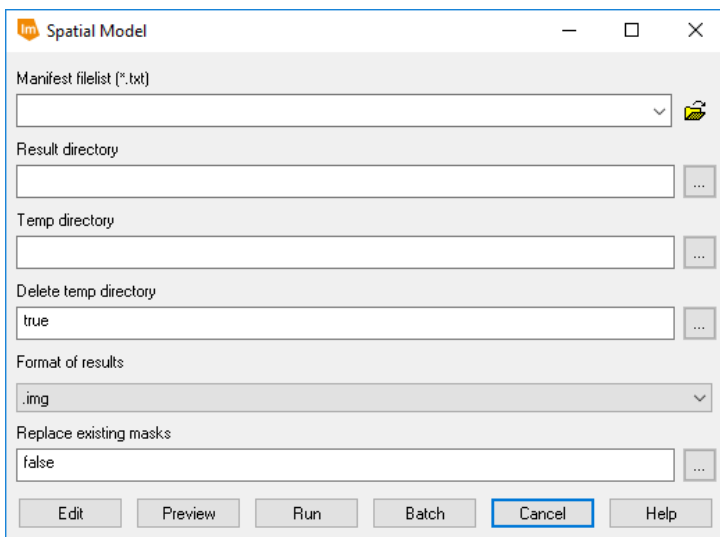 Im Spatial Model
Manifest filelist (*.txt)
Result directory
...
Temp directory
...
Delete temp directory
true
...
Format of results
.img
Replace existing masks
false
...
Edit Preview Run Batch Cancel Help